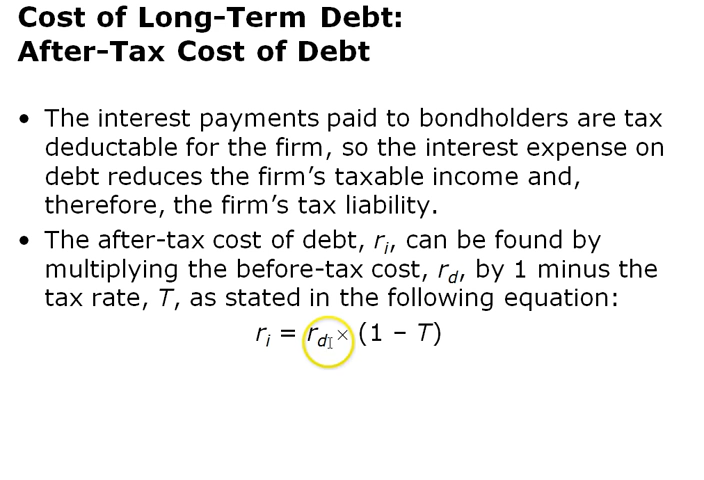 Cost of Long-Term Debt:
After-Tax Cost of Debt
• The interest payments paid to bondholders are tax
deductable for the firm, so the interest expense on
debt reduces the firm’s taxable income and,
therefore, the firm’s tax liability.
• The after-tax cost of debt, ri, can be found by
multiplying the before-tax cost, rd, by 1 minus the
tax rate, T, as stated in the following equation:
ri = rd × (1 − T)